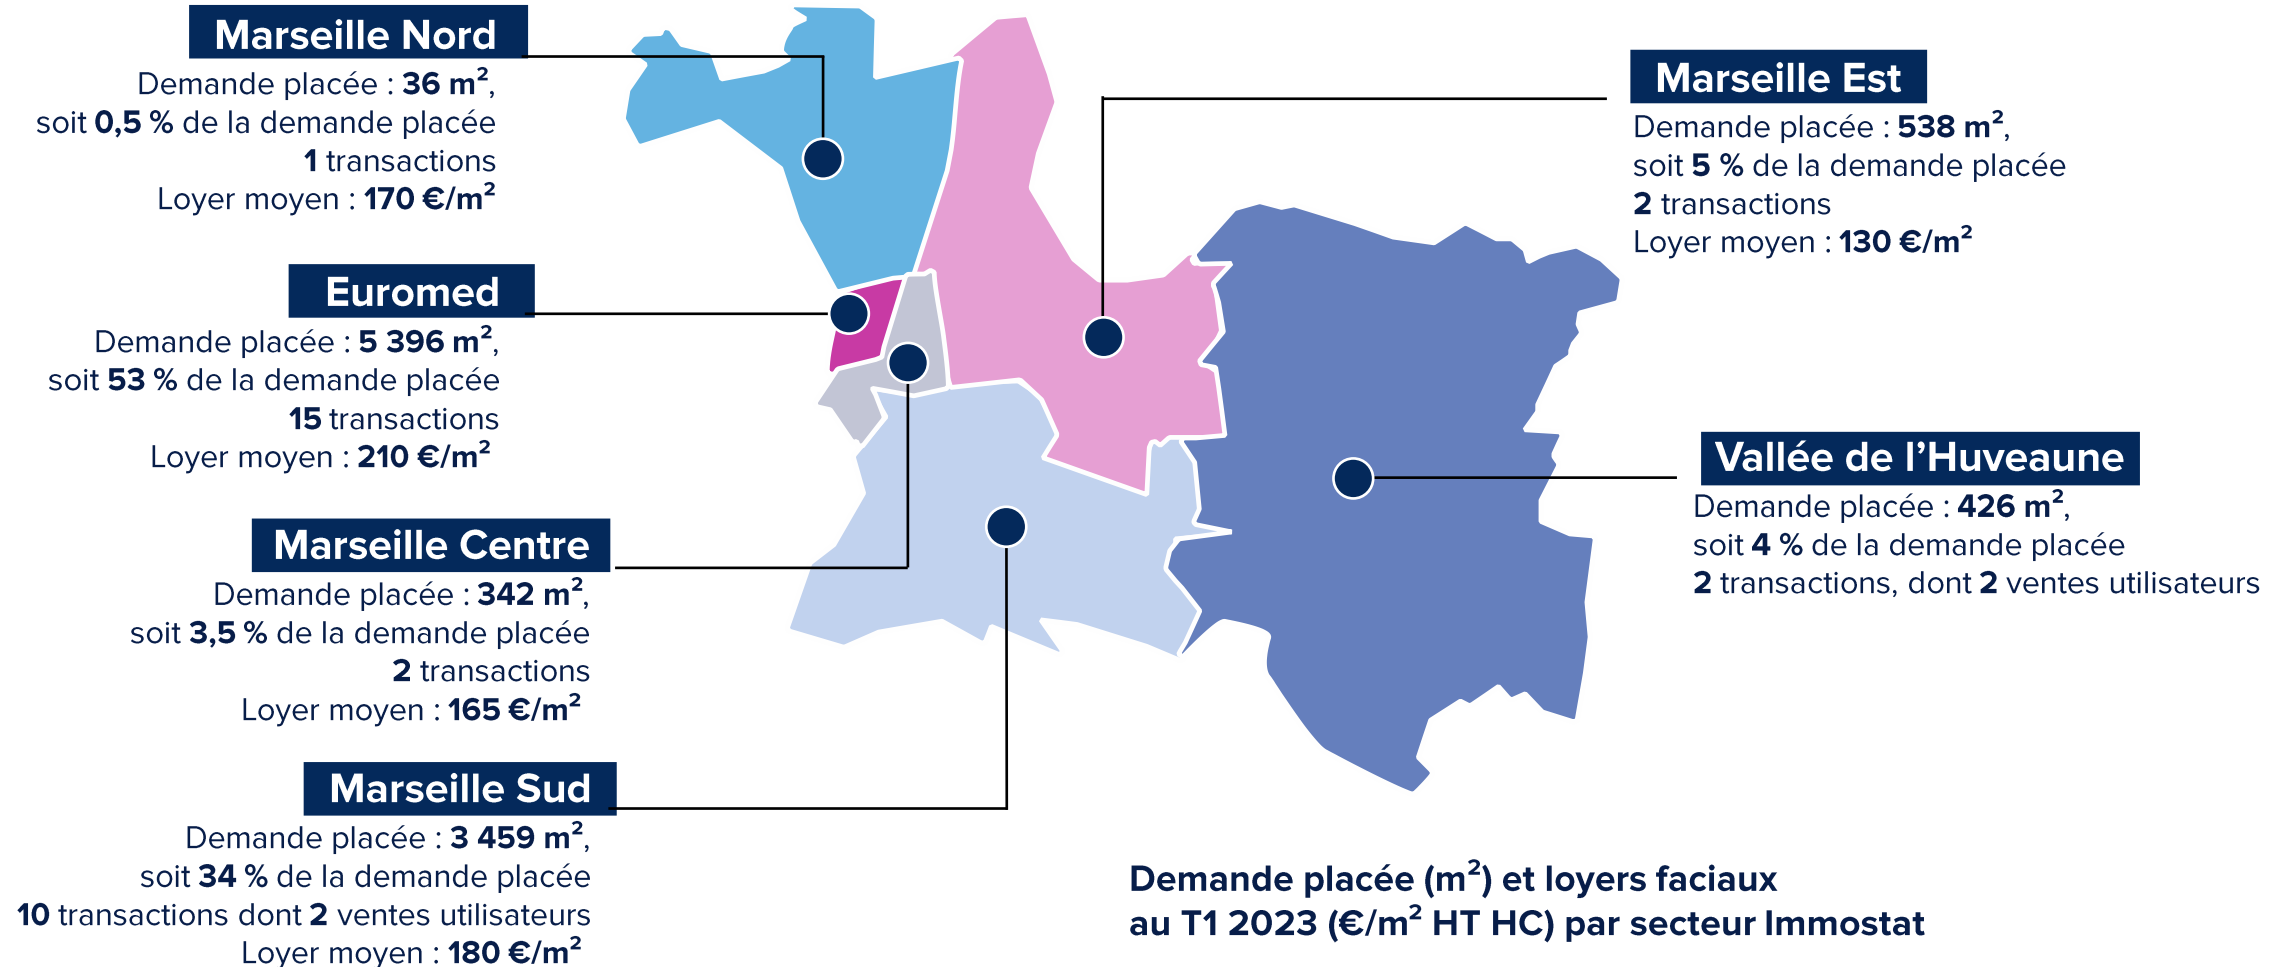 Marseille Nord
Demande placée : 36 m²,
soit 0,5 % de la demande placée
1 transactions
Loyer moyen : 170 €/m²
Euromed
Demande placée : 5 396 m²,
soit 53 % de la demande placée
15 transactions
Loyer moyen : 210 €/m²
Marseille Centre
Demande placée : 342 m²,
soit 3,5 % de la demande placée
2 transactions
Loyer moyen : 165 €/m²
Marseille Sud
Demande placée : 3 459 m²,
soit 34 % de la demande placée
10 transactions dont 2 ventes utilisateurs
Loyer moyen : 180 €/m²
Marseille Est
Demande placée : 538 m²,
soit 5 % de la demande placée
2 transactions
Loyer moyen : 130 €/m²
Vallée de l’Huveaune
Demande placée : 426 m²,
soit 4 % de la demande placée
2 transactions, dont 2 ventes utilisateurs
Demande placée (m²) et loyers faciaux
au T1 2023 (€/m² HT HC) par secteur Immostat